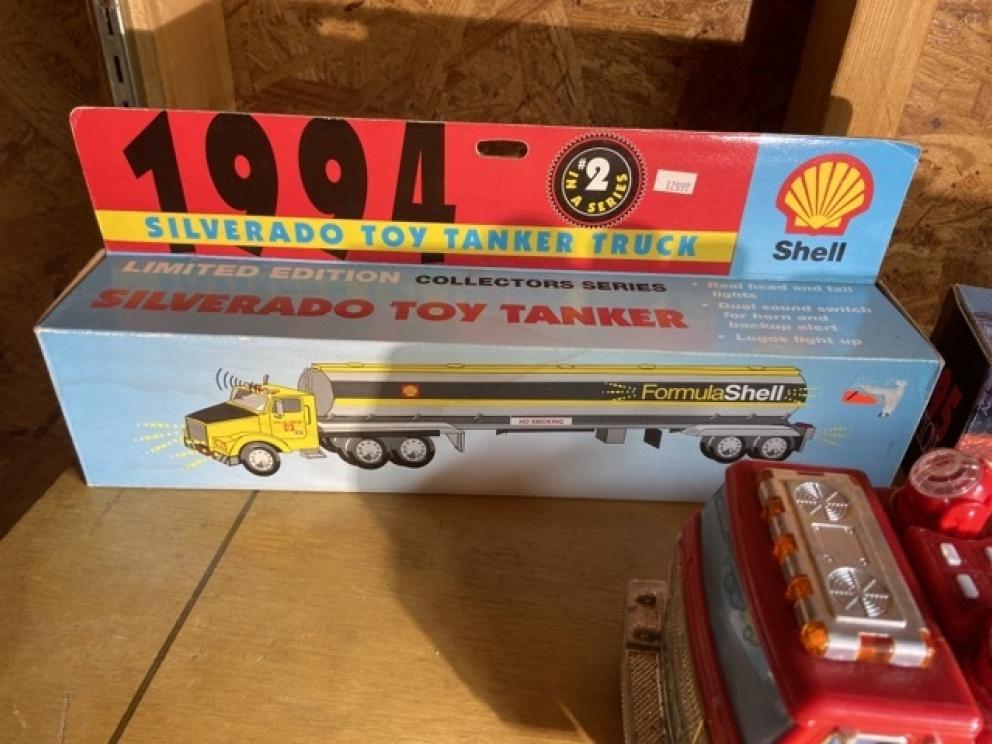 1994
#2
IN A SERIES
SILVERADO TOY TANKER TRUCK
Shell
LIMITED EDITION COLLECTORS SERIES
SILVERADO TOY TANKER
• Real head and tail
lights
• Dual sound switch
for horn and
backup alert
• Logos light up
FormulaShell
NO SMOKING